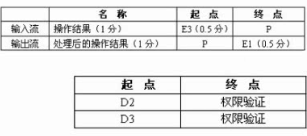 名 称 起 点 终 点
输入流 操作结果（1分） E3（0.5分） P
输出流 处理后的操作结果（1分） P E1（0.5分）
起 点 终 点
D2 权限验证
D3 权限验证